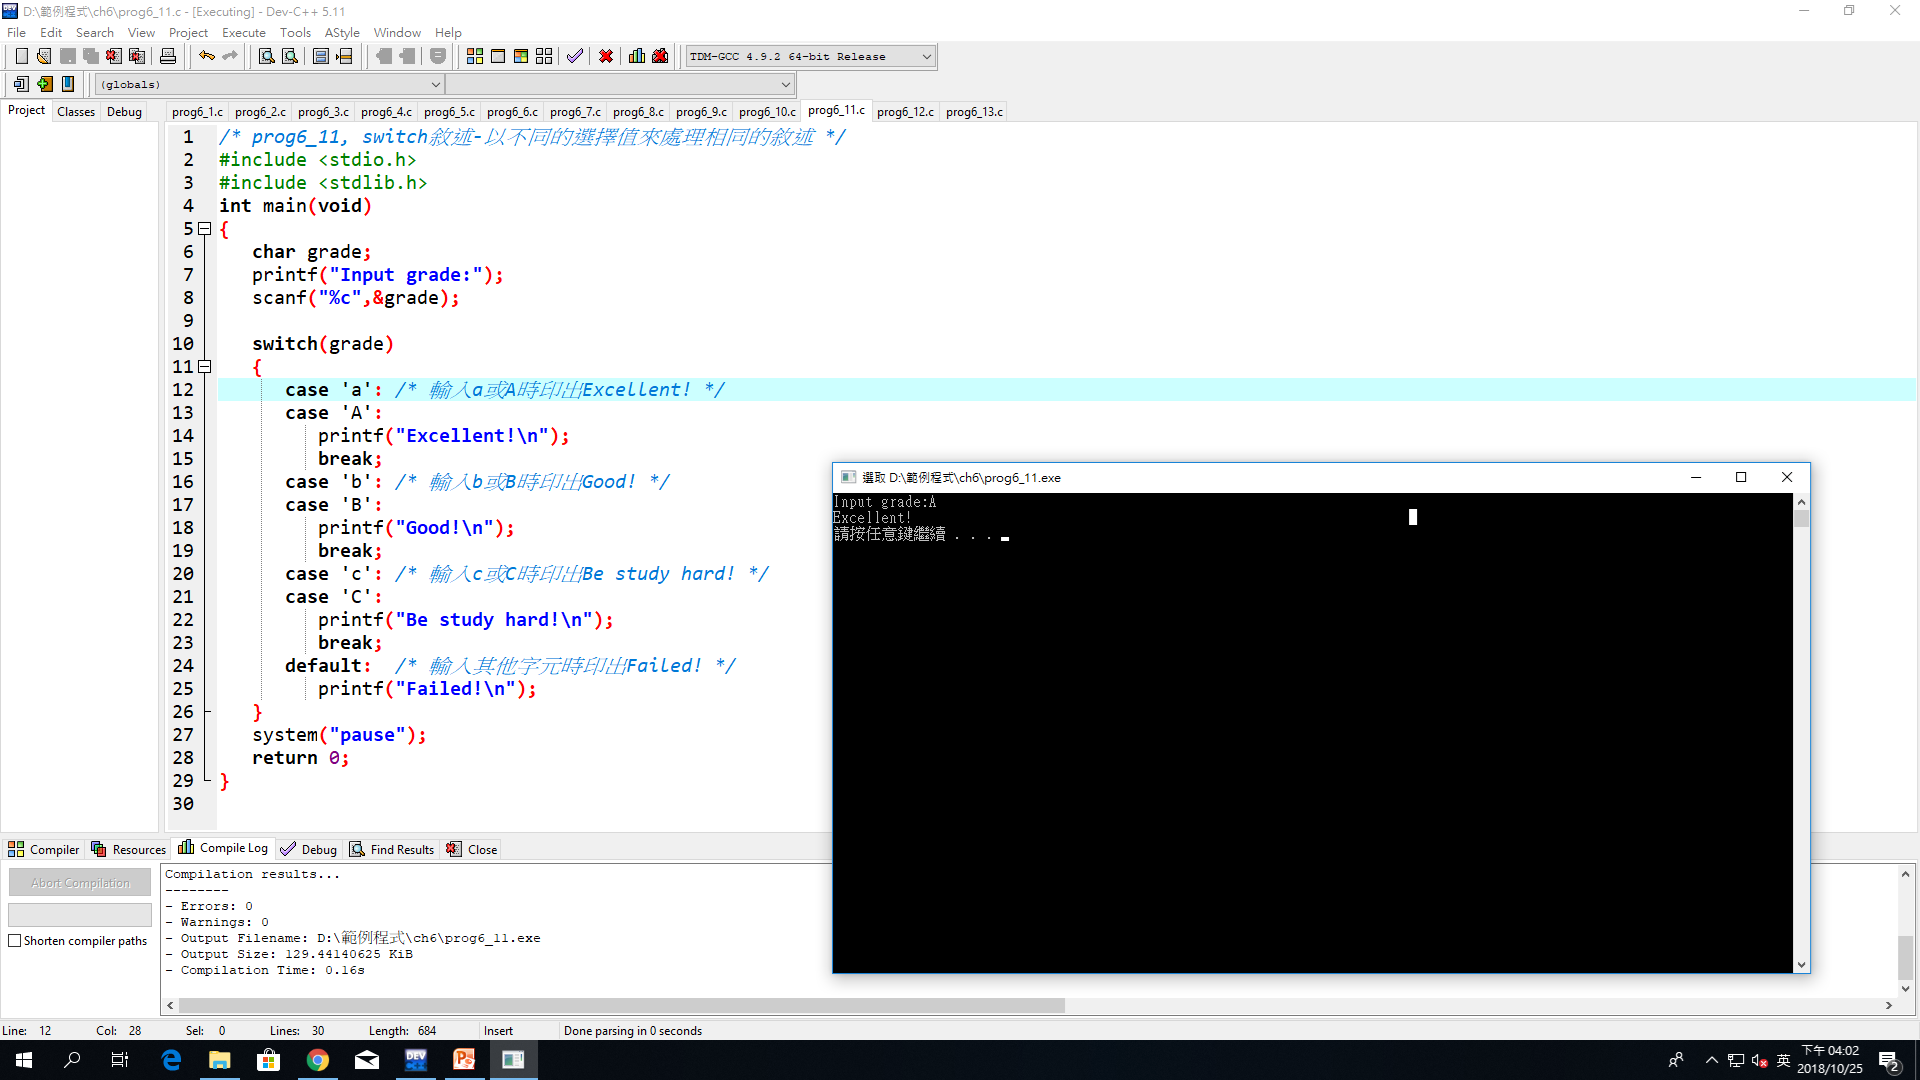 D:\範例程式\ch6\prog6_11.c - [Executing] - Dev-C++ 5.11
File Edit Search View Project Execute Tools AStyle Window Help
TDM-GCC 4.9.2 64-bit Release
(globals)
Project Classes Debug prog6_1.c prog6_2.c prog6_3.c prog6_4.c prog6_5.c prog6_6.c prog6_7.c prog6_8.c prog6_9.c prog6_10.c prog6_11.c prog6_12.c prog6_13.c
1 /* prog6_11, switch敘述-以不同的選擇值來處理相同的敘述 */
2 #include <stdio.h>
3 #include <stdlib.h>
4 int main(void)
5 {
6 char grade;
7 printf("Input grade:");
8 scanf("%c",&grade);
9
10 switch(grade)
11 {
12 case 'a': /* 輸入a或A時印出Excellent! */
13 case 'A':
14 printf("Excellent!\n");
15 break;
16 case 'b': /* 輸入b或B時印出Good! */
17 case 'B':
18 printf("Good!\n");
19 break;
20 case 'c': /* 輸入c或C時印出Be study hard! */
21 case 'C':
22 printf("Be study hard!\n");
23 break;
24 default: /* 輸入其他字元時印出Failed! */
25 printf("Failed!\n");
26 }
27 system("pause");
28 return 0;
29 }
30
選取 D:\範例程式\ch6\prog6_11.exe
Input grade:A
Excellent!
請按任意鍵繼續 . . .
Compiler Resources Compile Log Debug Find Results Close
Abort Compilation
Shorten compiler paths
Compilation results...
--------
- Errors: 0
- Warnings: 0
- Output Filename: D:\範例程式\ch6\prog6_11.exe
- Output Size: 129.44140625 KiB
- Compilation Time: 0.16s
Line: 12 Col: 28 Sel: 0 Lines: 30 Length: 684 Insert Done parsing in 0 seconds
DEV
英
下午 04:02
2018/10/25
2